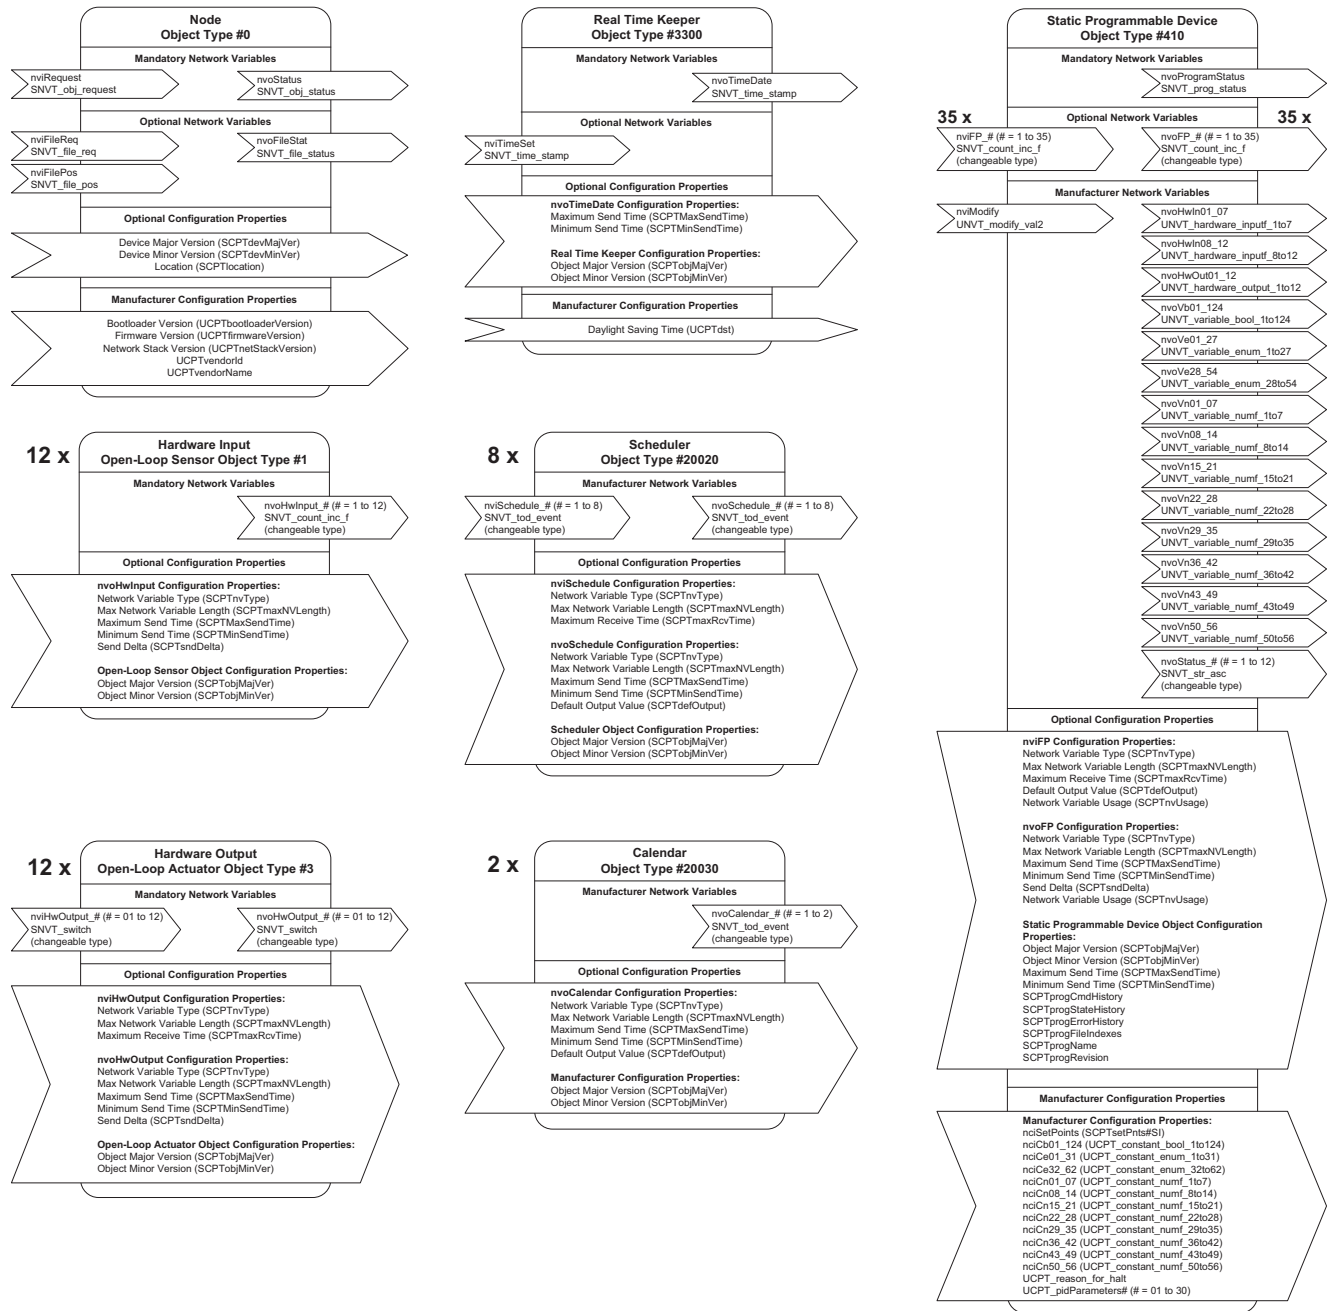 Node
Object Type #0
Mandatory Network Variables
nviRequest
SNVT_obj_request
nvoStatus
SNVT_obj_status
Optional Network Variables
nviFileReq
SNVT_file_req
nvoFileStat
SNVT_file_status
nviFilePos
SNVT_file_pos
Optional Configuration Properties
Device Major Version (SCPTdevMajVer)
Device Minor Version (SCPTdevMinVer)
Location (SCPTlocation)
Manufacturer Configuration Properties
Bootloader Version (UCPTbootloaderVersion)
Firmware Version (UCPTfirmwareVersion)
Network Stack Version (UCPTnetStackVersion)
UCPTvendorId
UCPTvendorName
Real Time Keeper
Object Type #3300
Mandatory Network Variables
nvoTimeDate
SNVT_time_stamp
Optional Network Variables
nviTimeSet
SNVT_time_stamp
Optional Configuration Properties
nvoTimeDate Configuration Properties:
Maximum Send Time (SCPTMaxSendTime)
Minimum Send Time (SCPTMinSendTime)
Real Time Keeper Configuration Properties:
Object Major Version (SCPTobjMajVer)
Object Minor Version (SCPTobjMinVer)
Manufacturer Configuration Properties
Daylight Saving Time (UCPTdst)
12 x
Hardware Input
Open-Loop Sensor Object Type #1
Mandatory Network Variables
nvoHwInput_# (# = 1 to 12)
SNVT_count_inc_f
(changeable type)
Optional Configuration Properties
nvoHwInput Configuration Properties:
Network Variable Type (SCPTnvType)
Max Network Variable Length (SCPTmaxNVLength)
Maximum Send Time (SCPTMaxSendTime)
Minimum Send Time (SCPTMinSendTime)
Send Delta (SCPTsndDelta)
Open-Loop Sensor Object Configuration Properties:
Object Major Version (SCPTobjMajVer)
Object Minor Version (SCPTobjMinVer)
8 x
Scheduler
Object Type #20020
Manufacturer Network Variables
nviSchedule_# (# = 1 to 8)
SNVT_tod_event
(changeable type)
nvoSchedule_# (# = 1 to 8)
SNVT_tod_event
(changeable type)
Optional Configuration Properties
nviSchedule Configuration Properties:
Network Variable Type (SCPTnvType)
Max Network Variable Length (SCPTmaxNVLength)
Maximum Receive Time (SCPTmaxRcvTime)
nvoSchedule Configuration Properties:
Network Variable Type (SCPTnvType)
Max Network Variable Length (SCPTmaxNVLength)
Maximum Send Time (SCPTMaxSendTime)
Minimum Send Time (SCPTMinSendTime)
Default Output Value (SCPTdefOutput)
Scheduler Object Configuration Properties:
Object Major Version (SCPTobjMajVer)
Object Minor Version (SCPTobjMinVer)
12 x
Hardware Output
Open-Loop Actuator Object Type #3
Mandatory Network Variables
nviHwOutput_# (# = 01 to 12)
SNVT_switch
(changeable type)
nvoHwOutput_# (# = 01 to 12)
SNVT_switch
(changeable type)
Optional Configuration Properties
nviHwOutput Configuration Properties:
Network Variable Type (SCPTnvType)
Max Network Variable Length (SCPTmaxNVLength)
Maximum Receive Time (SCPTmaxRcvTime)
nvoHwOutput Configuration Properties:
Network Variable Type (SCPTnvType)
Max Network Variable Length (SCPTmaxNVLength)
Maximum Send Time (SCPTMaxSendTime)
Minimum Send Time (SCPTMinSendTime)
Send Delta (SCPTsndDelta)
Open-Loop Actuator Object Configuration Properties:
Object Major Version (SCPTobjMajVer)
Object Minor Version (SCPTobjMinVer)
2 x
Calendar
Object Type #20030
Manufacturer Network Variables
nvoCalendar_# (# = 1 to 2)
SNVT_tod_event
(changeable type)
Optional Configuration Properties
nvoCalendar Configuration Properties:
Network Variable Type (SCPTnvType)
Max Network Variable Length (SCPTmaxNVLength)
Maximum Send Time (SCPTMaxSendTime)
Minimum Send Time (SCPTMinSendTime)
Default Output Value (SCPTdefOutput)
Manufacturer Configuration Properties:
Object Major Version (SCPTobjMajVer)
Object Minor Version (SCPTobjMinVer)
Static Programmable Device
Object Type #410
Mandatory Network Variables
nvoProgramStatus
SNVT_prog_status
35 x
Optional Network Variables
35 x
nviFP_# (# = 1 to 35)
SNVT_count_inc_f
(changeable type)
nvoFP_# (# = 1 to 35)
SNVT_count_inc_f
(changeable type)
Manufacturer Network Variables
nviModify
UNVT_modify_val2
nvoHwIn01_07
UNVT_hardware_inputf_1to7
nvoHwIn08_12
UNVT_hardware_inputf_8to12
nvoHwOut01_12
UNVT_hardware_output_1to12
nvoVb01_124
UNVT_variable_bool_1to124
nvoVe01_27
UNVT_variable_enum_1to27
nvoVe28_54
UNVT_variable_enum_28to54
nvoVn01_07
UNVT_variable_numf_1to7
nvoVn08_14
UNVT_variable_numf_8to14
nvoVn15_21
UNVT_variable_numf_15to21
nvoVn22_28
UNVT_variable_numf_22to28
nvoVn29_35
UNVT_variable_numf_29to35
nvoVn36_42
UNVT_variable_numf_36to42
nvoVn43_49
UNVT_variable_numf_43to49
nvoVn50_56
UNVT_variable_numf_50to56
nvoStatus_# (# = 1 to 12)
SNVT_str_asc
(changeable type)
Optional Configuration Properties
nviFP Configuration Properties:
Network Variable Type (SCPTnvType)
Max Network Variable Length (SCPTmaxNVLength)
Maximum Receive Time (SCPTmaxRcvTime)
Default Output Value (SCPTdefOutput)
Network Variable Usage (SCPTnvUsage)
nvoFP Configuration Properties:
Network Variable Type (SCPTnvType)
Max Network Variable Length (SCPTmaxNVLength)
Maximum Send Time (SCPTMaxSendTime)
Minimum Send Time (SCPTMinSendTime)
Send Delta (SCPTsndDelta)
Network Variable Usage (SCPTnvUsage)
Static Programmable Device Object Configuration
Properties:
Object Major Version (SCPTobjMajVer)
Object Minor Version (SCPTobjMinVer)
Maximum Send Time (SCPTMaxSendTime)
Minimum Send Time (SCPTMinSendTime)
SCPTprogCmdHistory
SCPTprogStateHistory
SCPTprogErrorHistory
SCPTprogFileIndexes
SCPTprogName
SCPTprogRevision
Manufacturer Configuration Properties
Manufacturer Configuration Properties:
nciSetPoints (SCPTsetPnts#SI)
nciCb01_124 (UCPT_constant_bool_1to124)
nciCe01_31 (UCPT_constant_enum_1to31)
nciCe32_62 (UCPT_constant_enum_32to62)
nciCn01_07 (UCPT_constant_numf_1to7)
nciCn08_14 (UCPT_constant_numf_8to14)
nciCn15_21 (UCPT_constant_numf_15to21)
nciCn22_28 (UCPT_constant_numf_22to28)
nciCn29_35 (UCPT_constant_numf_29to35)
nciCn36_42 (UCPT_constant_numf_36to42)
nciCn43_49 (UCPT_constant_numf_43to49)
nciCn50_56 (UCPT_constant_numf_50to56)
UCPT_reason_for_halt
UCPT_pidParameters# (# = 01 to 30)